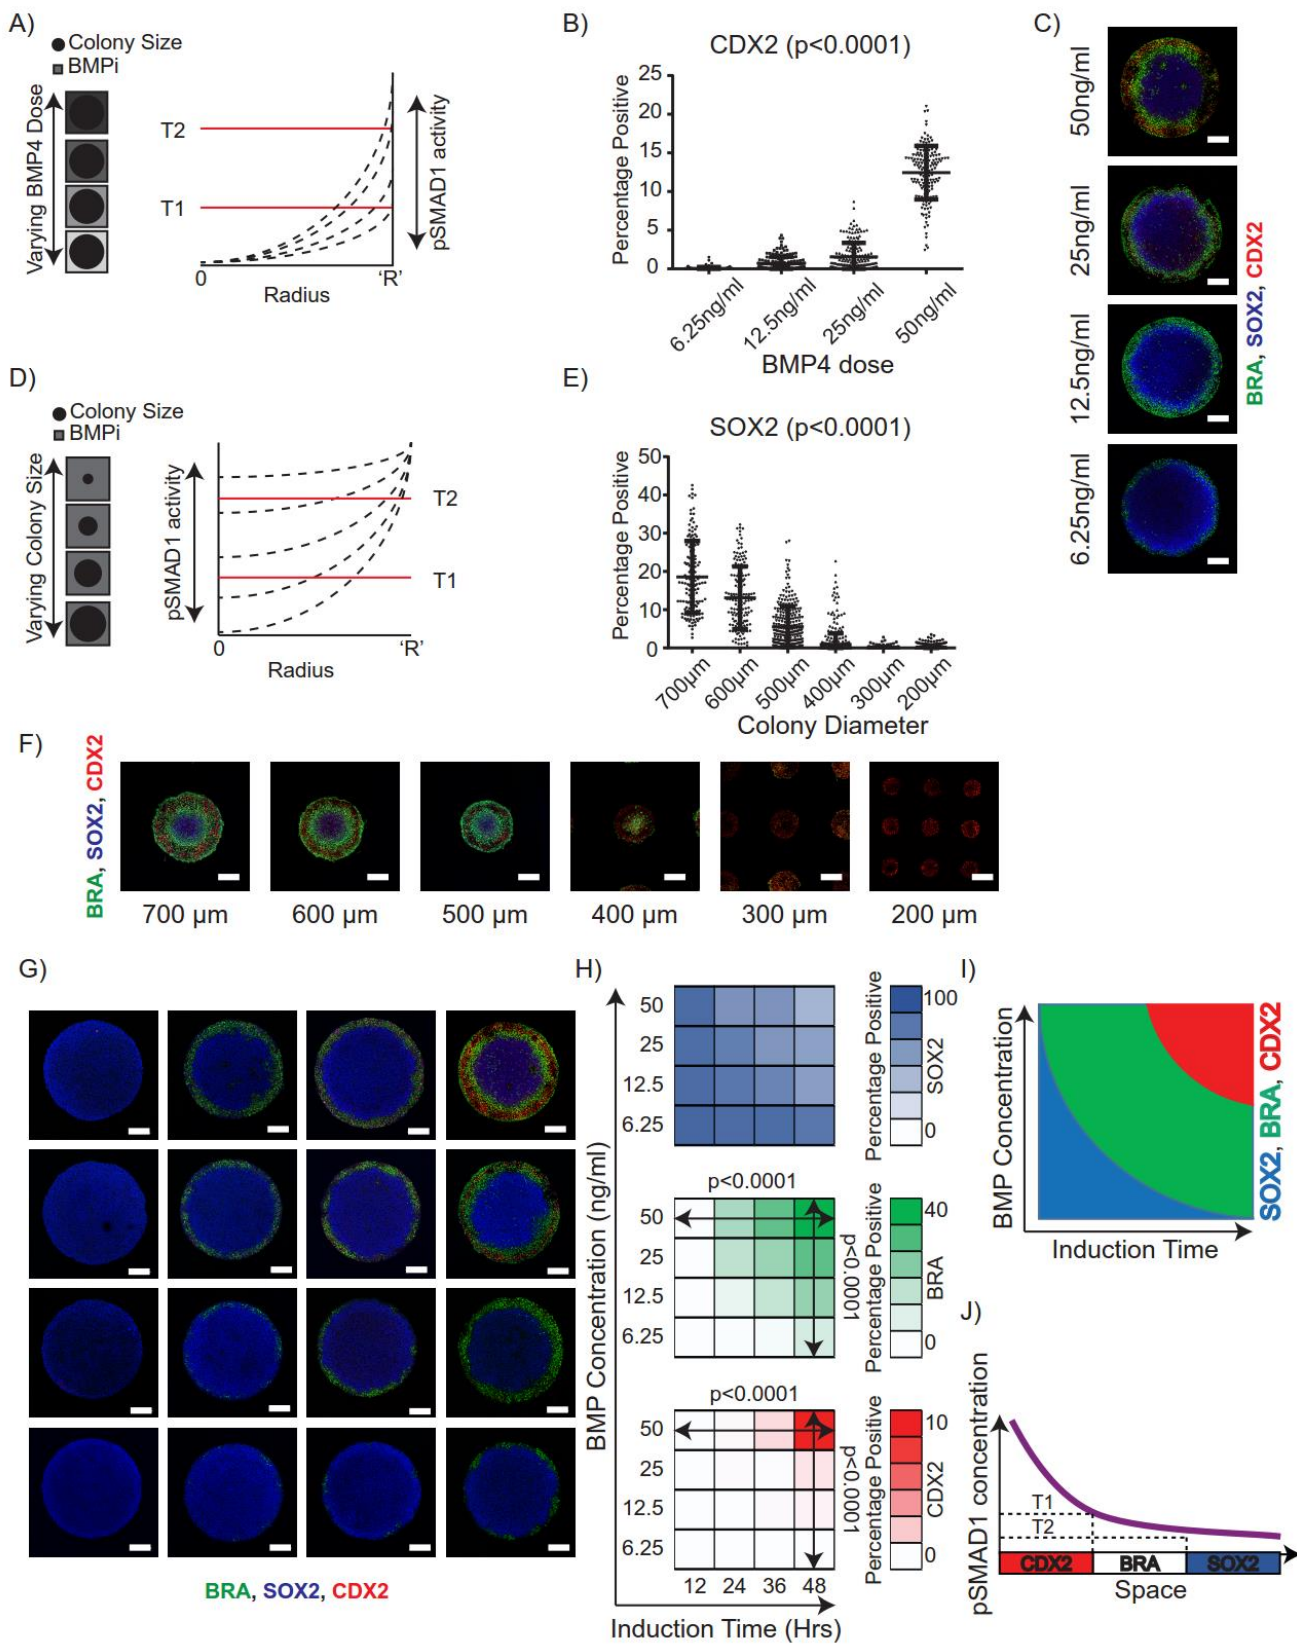 A)
Colony Size
BMPi
Varying BMP4 Dose
T2
T1
0
'R'
Radius
pSMAD1 activity
B)
CDX2 (p<0.0001)
Percentage Positive
25
20
15
10
5
0
6.25ng/ml
12.5ng/ml
25ng/ml
50ng/ml
BMP4 dose
C)
50ng/ml
25ng/ml
12.5ng/ml
6.25ng/ml
BRA, SOX2, CDX2
D)
Colony Size
BMPi
Varying Colony Size
pSMAD1 activity
T2
T1
0
'R'
Radius
E)
SOX2 (p<0.0001)
Percentage Positive
50
40
30
20
10
0
700µm
600µm
500µm
400µm
300µm
200µm
Colony Diameter
F)
BRA, SOX2, CDX2
700 µm
600 µm
500 µm
400 µm
300 µm
200 µm
G)
BRA, SOX2, CDX2
H)
BMP Concentration (ng/ml)
50
25
12.5
6.25
Percentage Positive
SOX2
100
0
p<0.0001
50
25
12.5
6.25
p<0.0001
Percentage Positive
BRA
40
0
p<0.0001
50
25
12.5
6.25
p<0.0001
Percentage Positive
CDX2
10
0
12
24
36
48
Induction Time (Hrs)
I)
BMP Concentration
Induction Time
SOX2, BRA, CDX2
J)
pSMAD1 concentration
T1
T2
CDX2
BRA
SOX2
Space